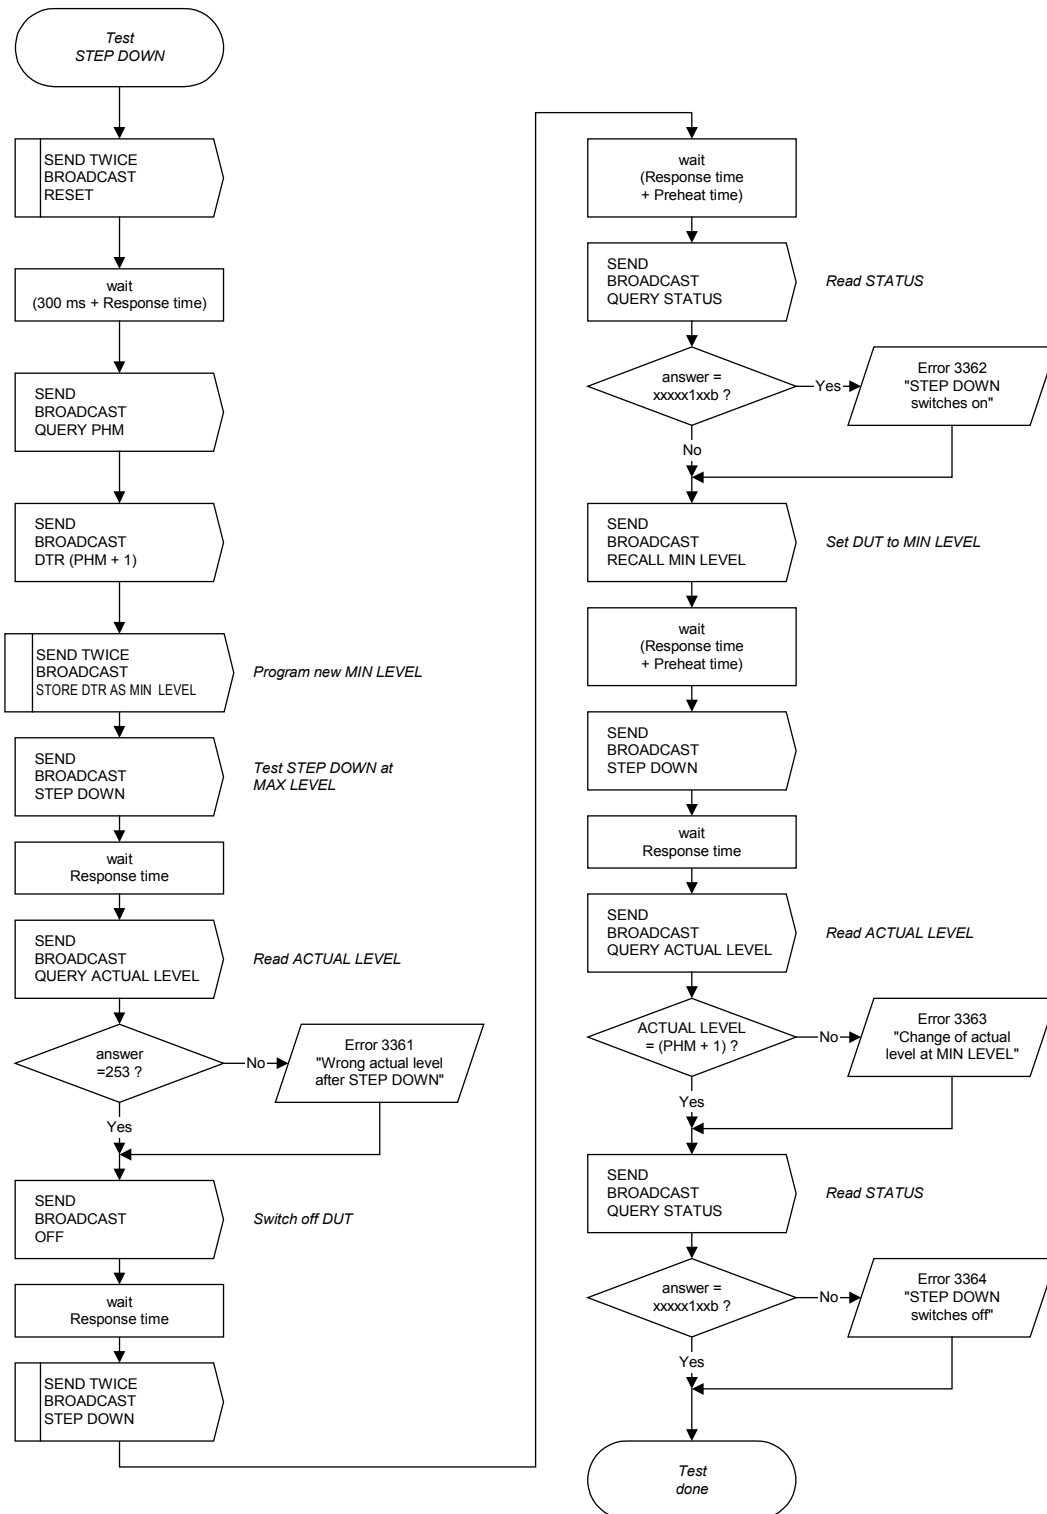 Test
STEP DOWN
SEND TWICE
BROADCAST
RESET
wait
(300 ms + Response time)
SEND
BROADCAST
QUERY PHM
SEND
BROADCAST
DTR (PHM + 1)
SEND TWICE
BROADCAST
STORE DTR AS MIN LEVEL
Program new MIN LEVEL
SEND
BROADCAST
STEP DOWN
Test STEP DOWN at
MAX LEVEL
wait
Response time
SEND
BROADCAST
QUERY ACTUAL LEVEL
Read ACTUAL LEVEL
answer
=253 ?
No
Error 3361
"Wrong actual level
after STEP DOWN"
Yes
SEND
BROADCAST
OFF
Switch off DUT
wait
Response time
SEND TWICE
BROADCAST
STEP DOWN
wait
(Response time
+ Preheat time)
SEND
BROADCAST
QUERY STATUS
Read STATUS
answer =
xxxxx1xxb ?
Yes
Error 3362
"STEP DOWN
switches on"
No
SEND
BROADCAST
RECALL MIN LEVEL
Set DUT to MIN LEVEL
wait
(Response time
+ Preheat time)
SEND
BROADCAST
STEP DOWN
wait
Response time
SEND
BROADCAST
QUERY ACTUAL LEVEL
Read ACTUAL LEVEL
ACTUAL LEVEL
= (PHM + 1) ?
No
Error 3363
"Change of actual
level at MIN LEVEL"
Yes
SEND
BROADCAST
QUERY STATUS
Read STATUS
answer =
xxxxx1xxb ?
No
Error 3364
"STEP DOWN
switches off"
Yes
Test
done